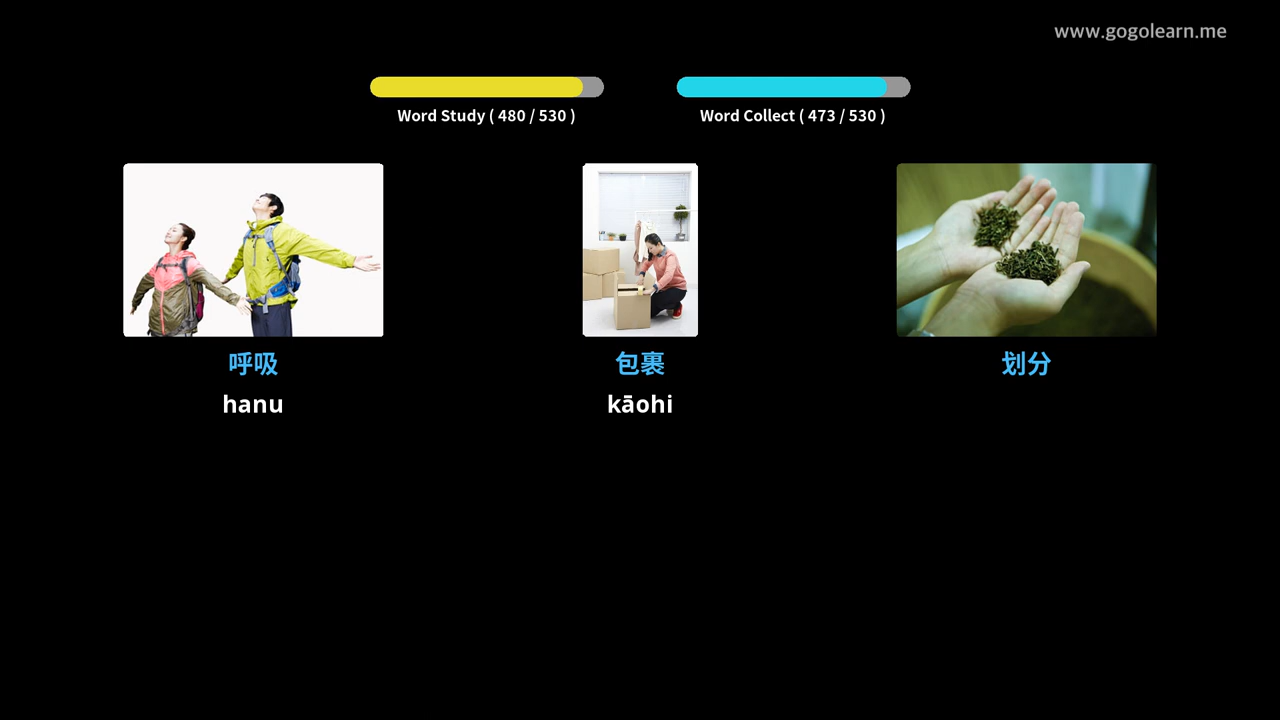 www.gogolearn.me
Word Study ( 480 / 530 )
Word Collect ( 473 / 530 )
呼吸
包裹
划分
hanu
kāohi